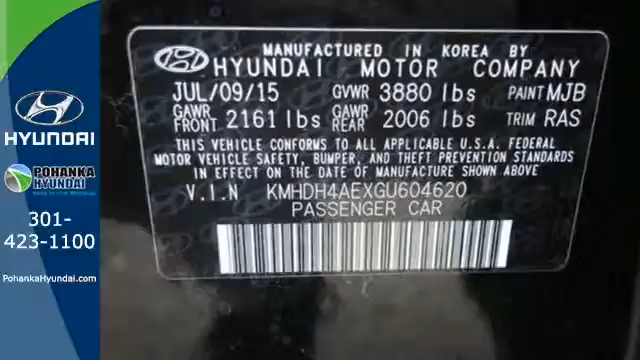 HYUNDAI
POHANKA
HYUNDAI
301-
423-1100
PohankaHyundai.com
MANUFACTURED IN KOREA BY
HYUNDAI MOTOR COMPANY
JUL/09/15 GVWR 3880 lbs PAINT MJB
GAWR FRONT 2161 lbs GAWR REAR 2006 lbs TRIM RAS
THIS VEHICLE CONFORMS TO ALL APPLICABLE U.S.A. FEDERAL
MOTOR VEHICLE SAFETY, BUMPER, AND THEFT PREVENTION STANDARDS
IN EFFECT ON THE DATE OF MANUFACTURE SHOWN ABOVE
V.I.N KMHDH4AEXGU604620
PASSENGER CAR